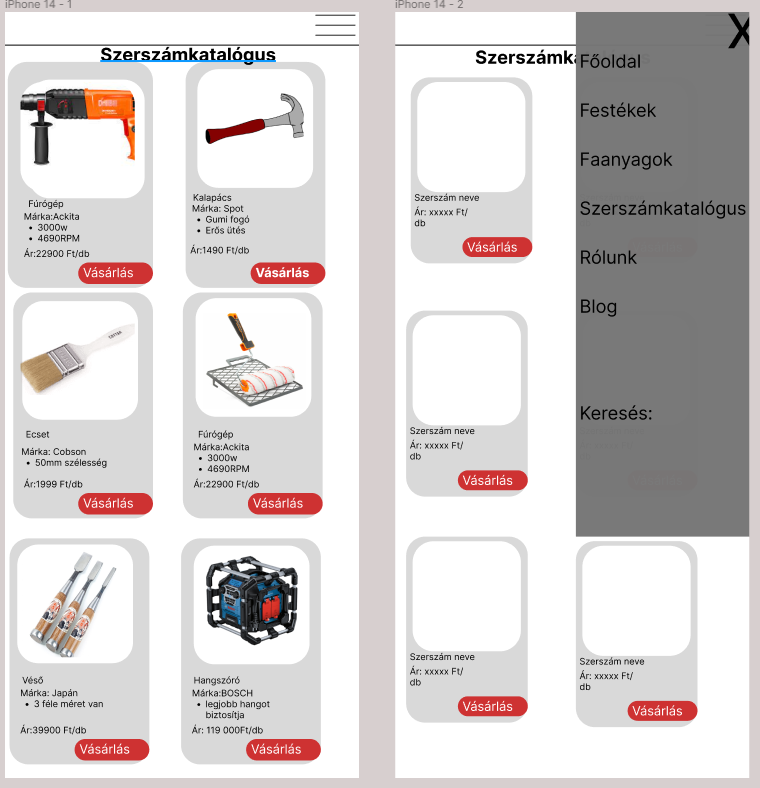 iPhone 14 - 1
Szerszámkatalógus
Fúrógép
Márka:Ackita
• 3000w
• 4690RPM
Ár:22900 Ft/db
Vásárlás
Kalapács
Márka: Spot
• Gumi fogó
• Erős ütés
Ár:1490 Ft/db
Vásárlás
Ecset
Márka: Cobson
• 50mm szélesség
Ár:1999 Ft/db
Vásárlás
Fúrógép
Márka:Ackita
• 3000w
• 4690RPM
Ár:22900 Ft/db
Vásárlás
Véső
Márka: Japán
• 3 féle méret van
Ár:39900 Ft/db
Vásárlás
Hangszóró
Márka:BOSCH
• legjobb hangot
biztosítja
Ár: 119 000Ft/db
Vásárlás
iPhone 14 - 2
X
Szerszámka
Főoldal
Festékek
Faanyagok
Szerszámkatalógus
Rólunk
Blog
Keresés:
Szerszám neve
Ár: xxxxx Ft/
db
Vásárlás
Szerszám neve
Ár: xxxxx Ft/
db
Vásárlás
Szerszám neve
Ár: xxxxx Ft/
db
Vásárlás
Szerszám neve
Ár: xxxxx Ft/
db
Vásárlás